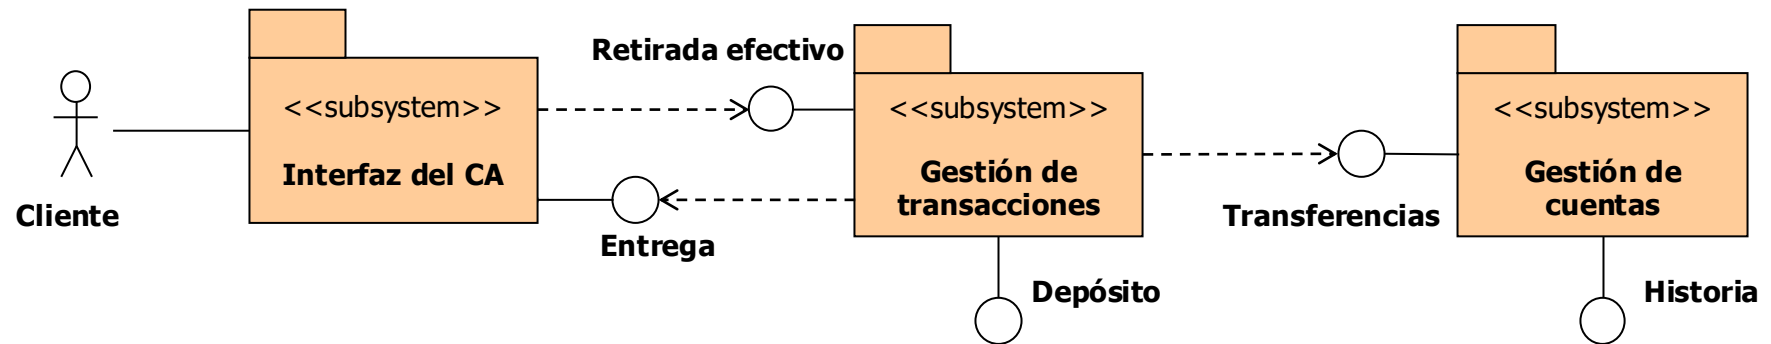 Retirada efectivo
<<subsystem>>
Interfaz del CA
Cliente
Entrega
<<subsystem>>
Gestión de
transacciones
Depósito
Transferencias
<<subsystem>>
Gestión de
cuentas
Historia